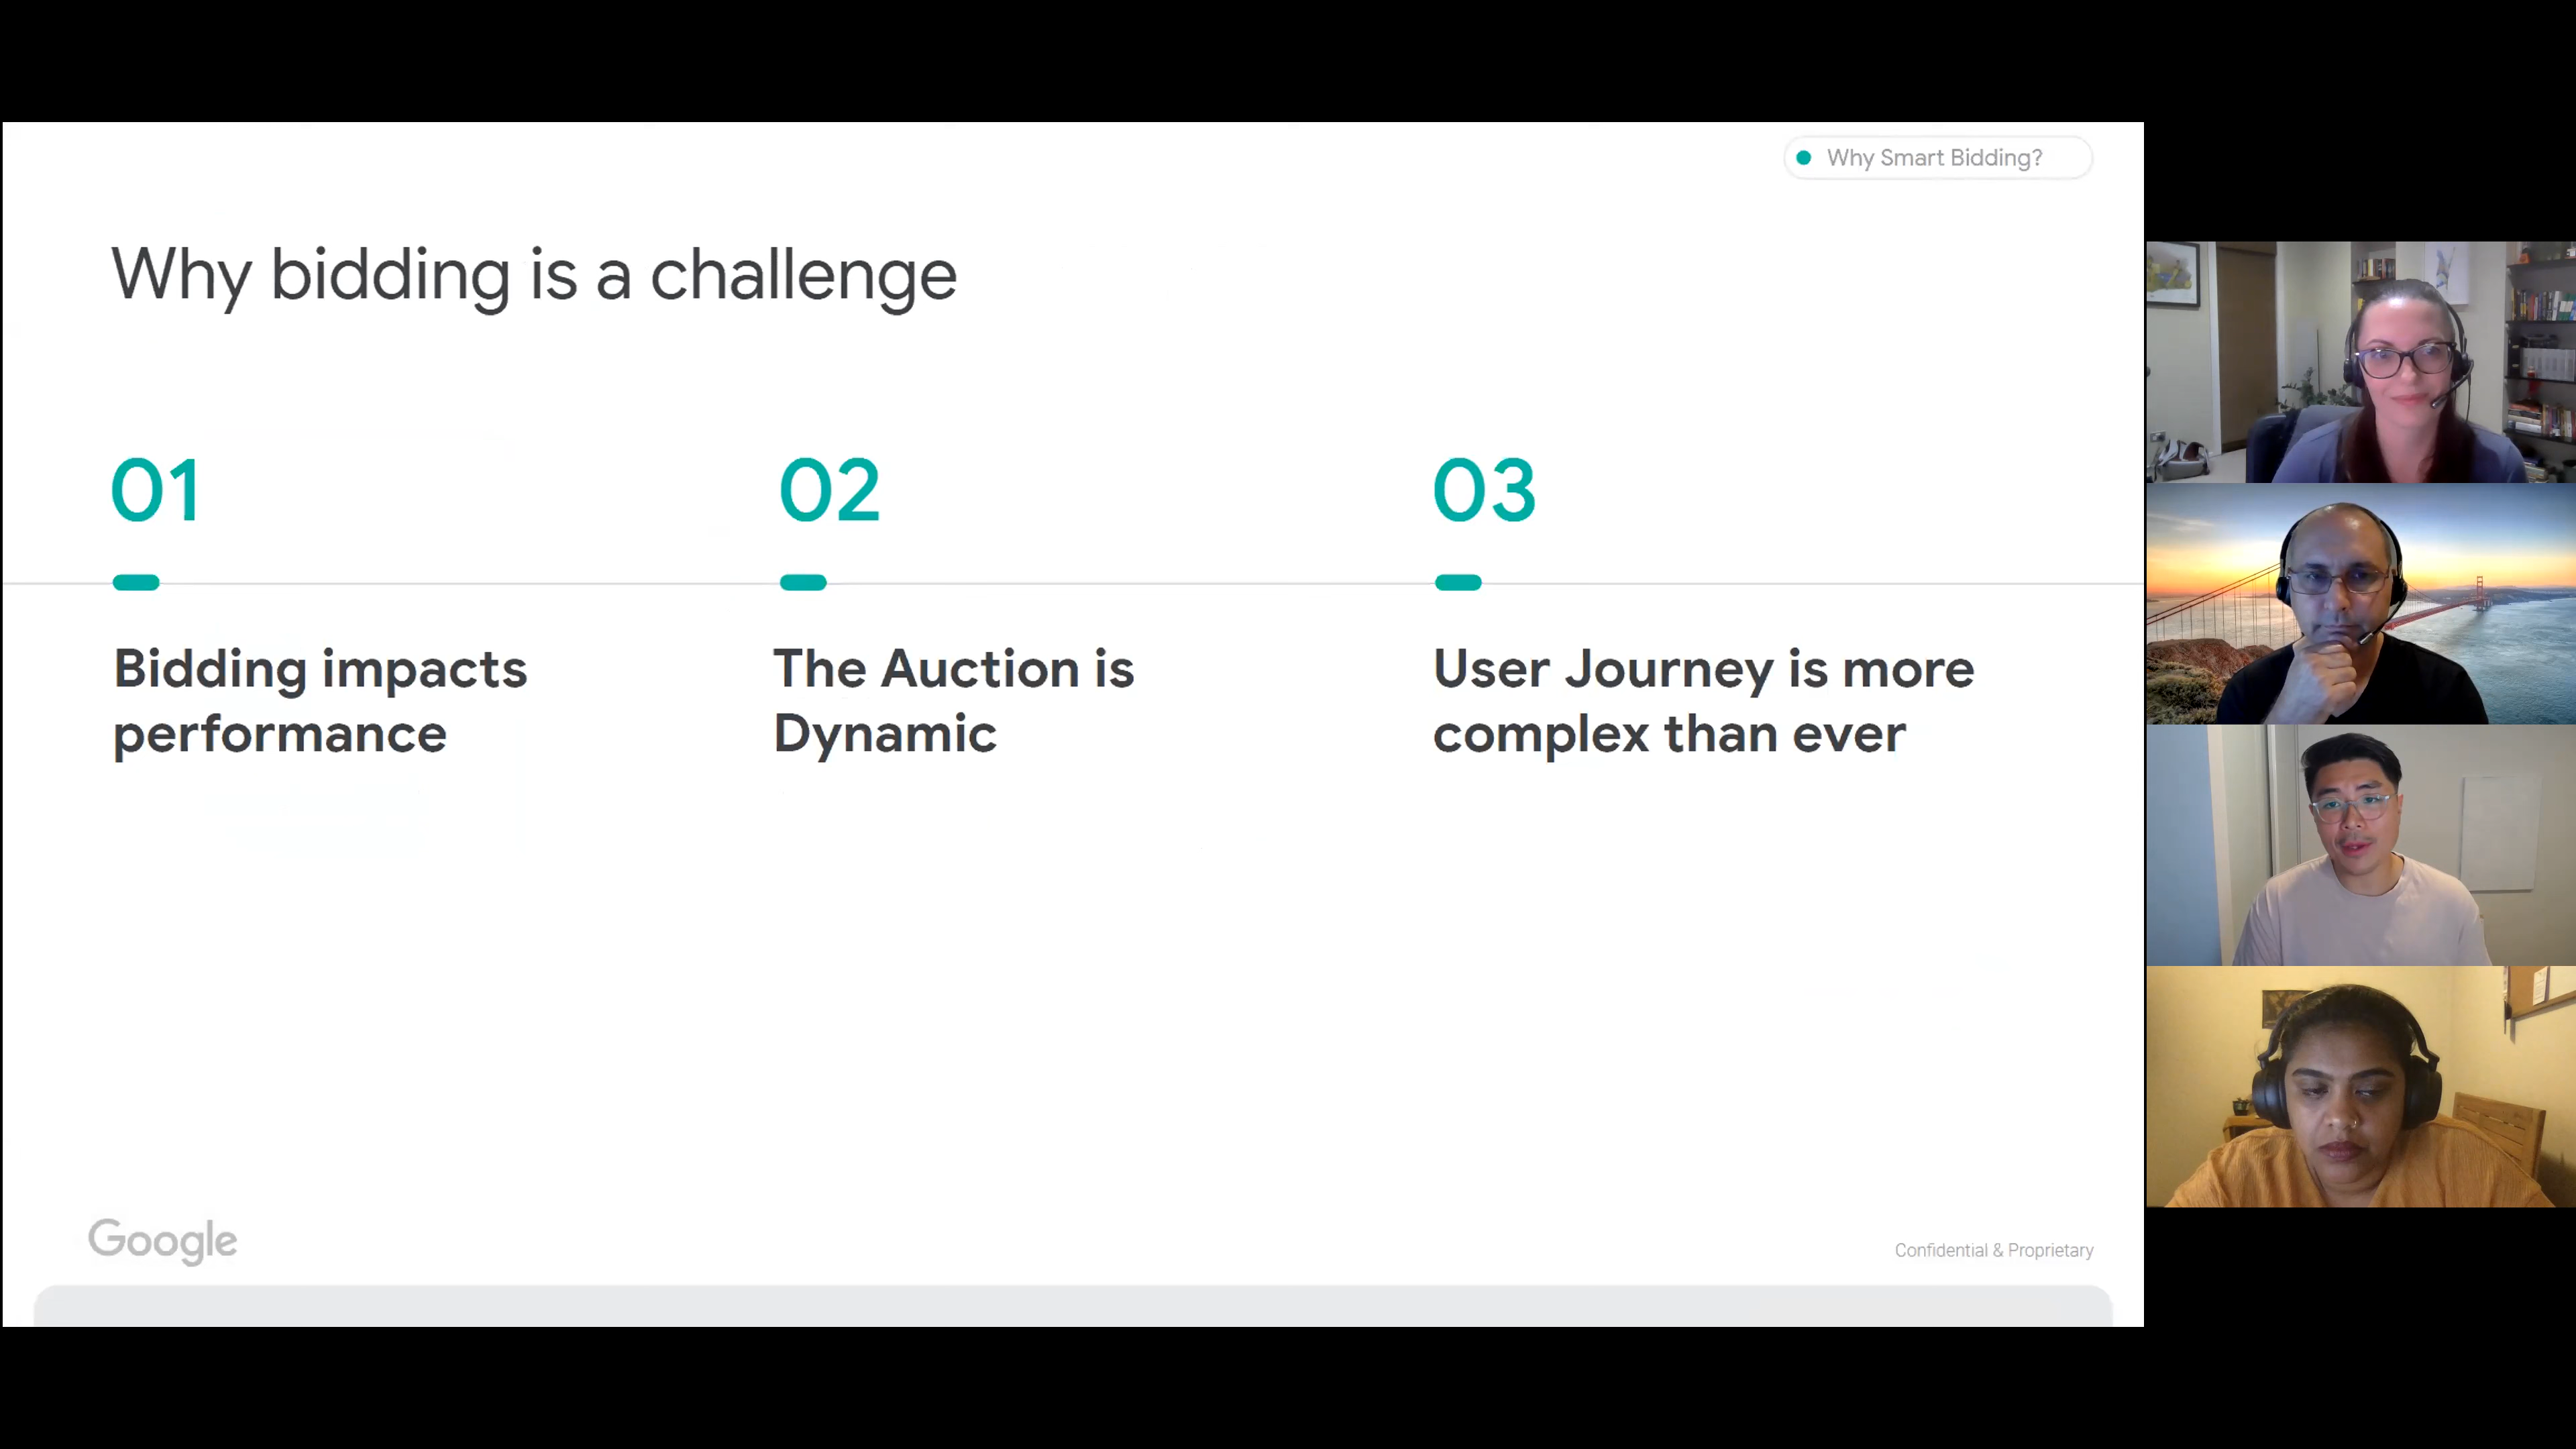 Why Smart Bidding?
Why bidding is a challenge
01
02
03
Bidding impacts
performance
The Auction is
Dynamic
User Journey is more
complex than ever
Google
Confidential & Proprietary